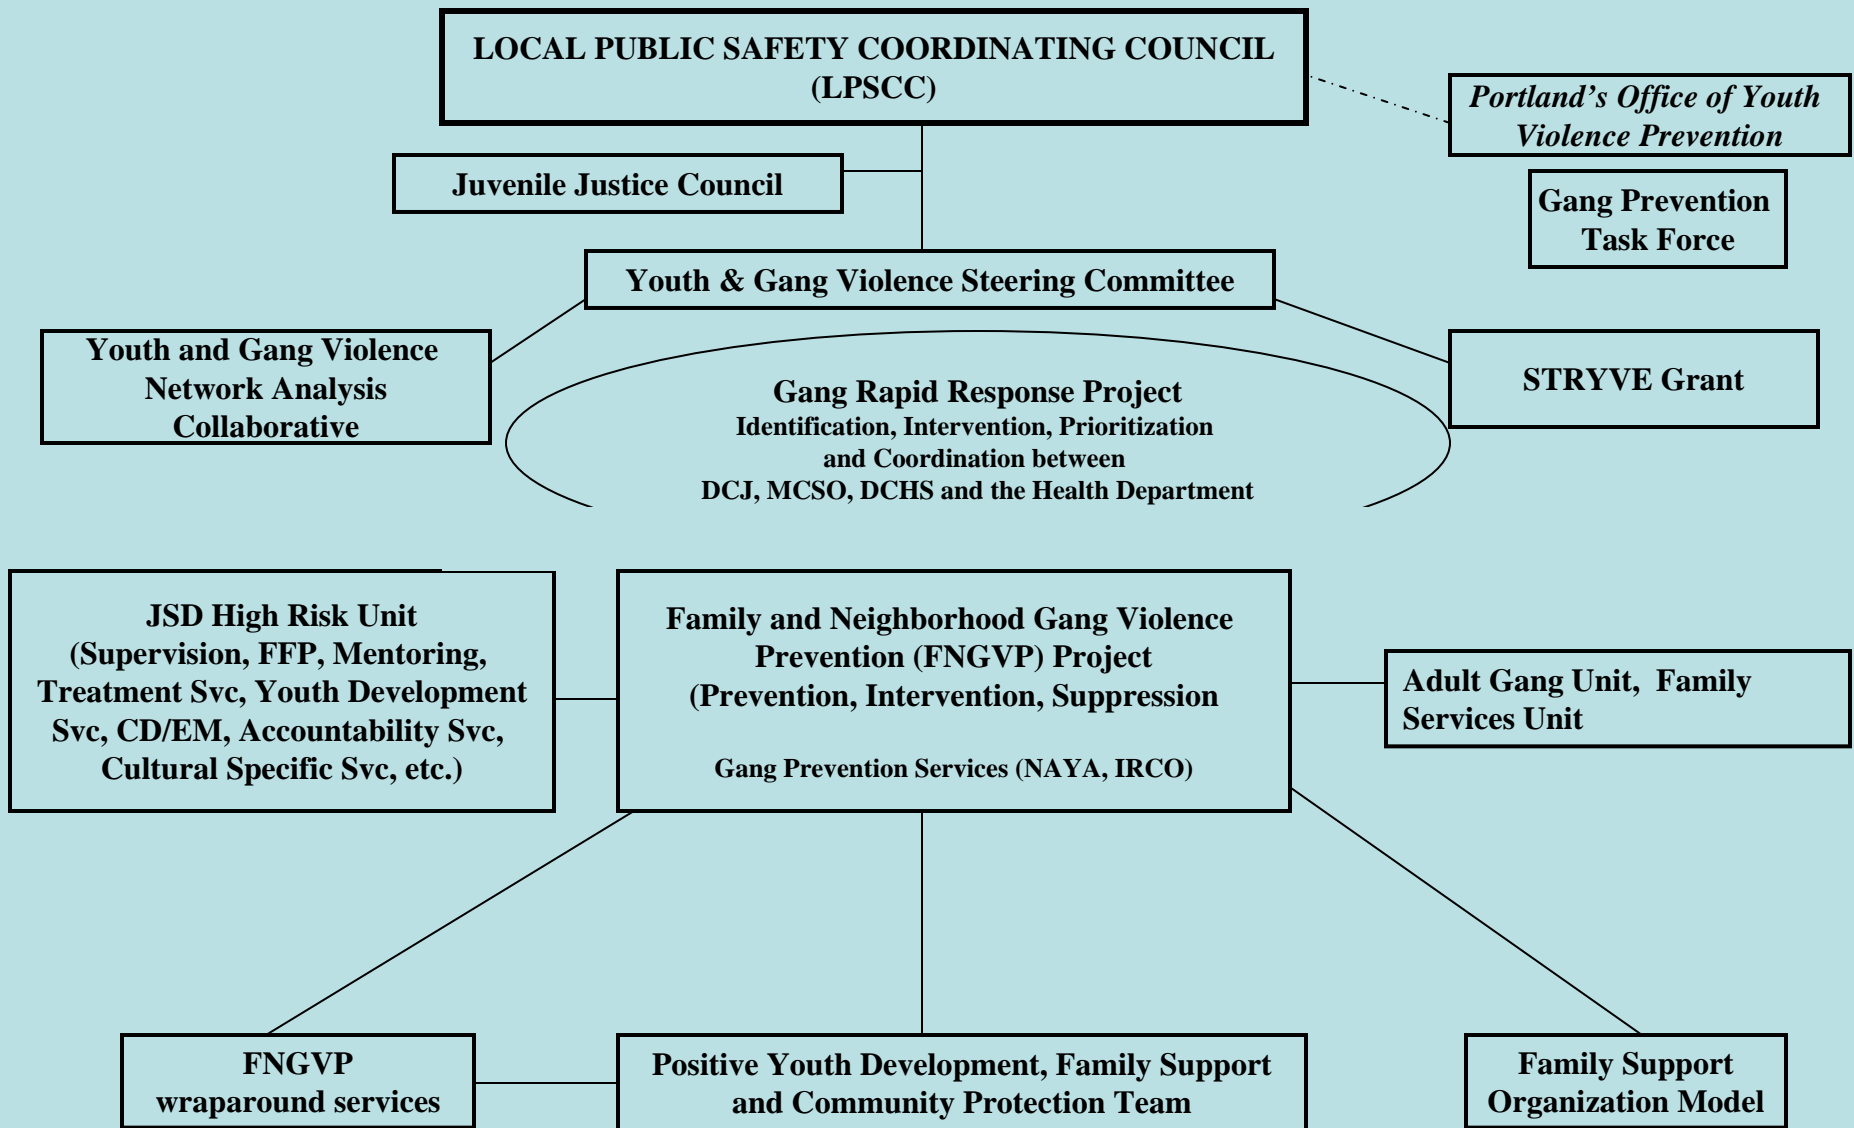 LOCAL PUBLIC SAFETY COORDINATING COUNCIL
(LPSCC)
Portland’s Office of Youth
Violence Prevention
Juvenile Justice Council
Gang Prevention
Task Force
Youth & Gang Violence Steering Committee
Youth and Gang Violence
Network Analysis
Collaborative
STRYVE Grant
Gang Rapid Response Project
Identification, Intervention, Prioritization
and Coordination between
DCJ, MCSO, DCHS and the Health Department
JSD High Risk Unit
(Supervision, FFP, Mentoring,
Treatment Svc, Youth Development
Svc, CD/EM, Accountability Svc,
Cultural Specific Svc, etc.)
Family and Neighborhood Gang Violence
Prevention (FNGVP) Project
(Prevention, Intervention, Suppression
Gang Prevention Services (NAYA, IRCO)
Adult Gang Unit, Family
Services Unit
FNGVP
wraparound services
Positive Youth Development, Family Support
and Community Protection Team
Family Support
Organization Model